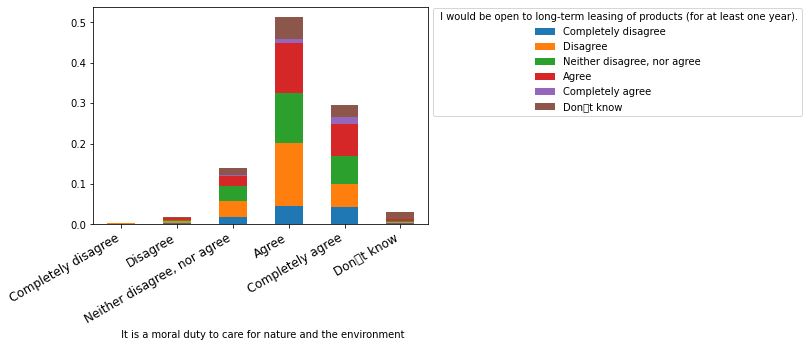 I would be open to long-term leasing of products (for at least one year).
Completely disagree
Disagree
Neither disagree, nor agree
Agree
Completely agree
Don▯t know
0.5
0.4
0.3
0.2
0.1
0.0
Completely disagree
Disagree
Neither disagree, nor agree
Agree
Completely agree
Don▯t know
It is a moral duty to care for nature and the environment